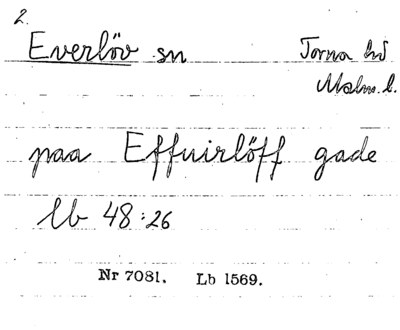 2.
Everlöv sn Torna hd
Malm. l.
paa Effuirlöff gade
lb 48:26
Nr 7081. Lb 1569.